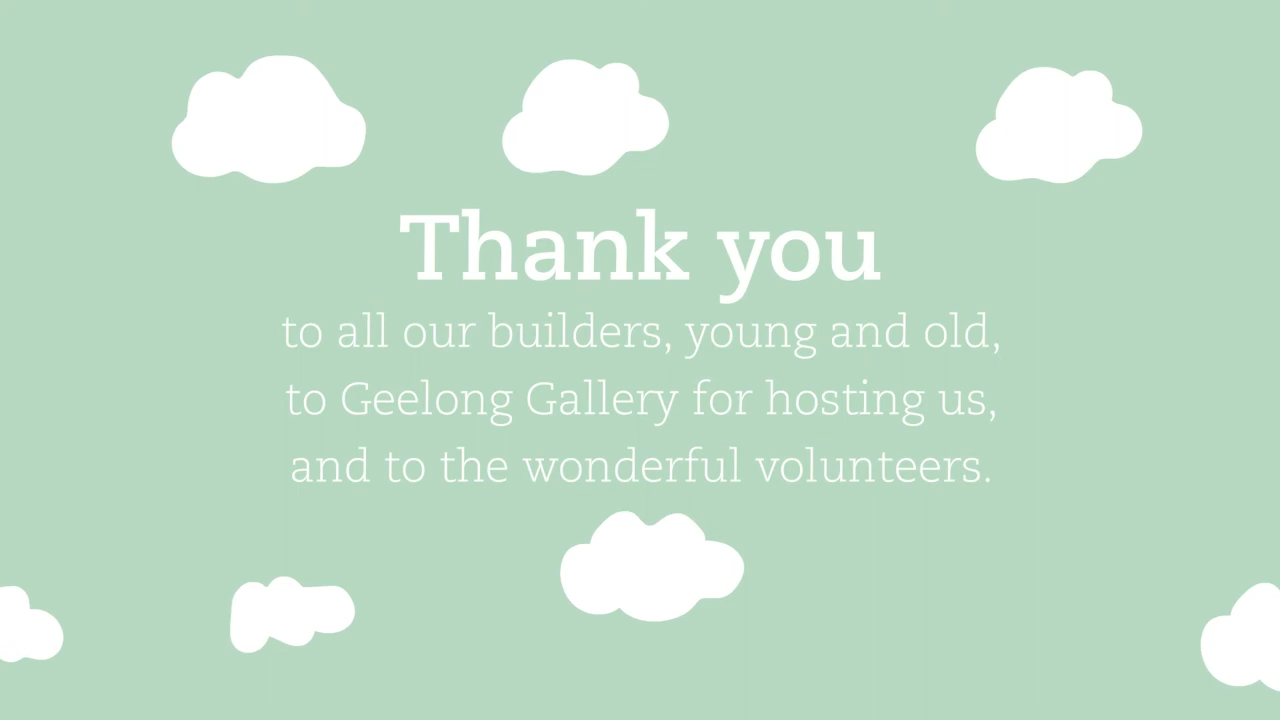 Thank you
to all our builders, young and old,
to Geelong Gallery for hosting us,
and to the wonderful volunteers.